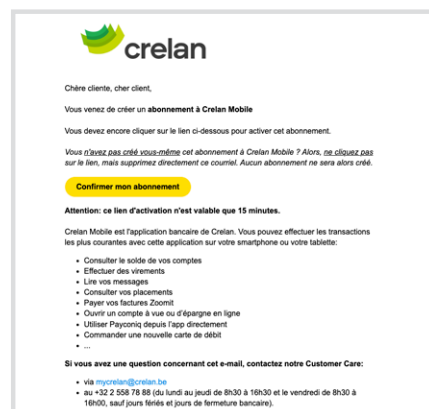 crelan
Chère cliente, cher client,
Vous venez de créer un abonnement à Crelan Mobile
Vous devez encore cliquer sur le lien ci-dessous pour activer cet abonnement.
Vous n'avez pas créé vous-même cet abonnement à Crelan Mobile ? Alors, ne cliquez pas
sur le lien, mais supprimez directement ce courriel. Aucun abonnement ne sera alors créé.
Confirmer mon abonnement
Attention: ce lien d'activation n'est valable que 15 minutes.
Crelan Mobile est l'application bancaire de Crelan. Vous pouvez effectuer les transactions
les plus courantes avec cette application sur votre smartphone ou votre tablette:
• Consulter le solde de vos comptes
• Effectuer des virements
• Lire vos messages
• Consulter vos placements
• Payer vos factures Zoomit
• Ouvrir un compte à vue ou d'épargne en ligne
• Utiliser Payconiq depuis l'app directement
• Commander une nouvelle carte de débit
• ...
Si vous avez une question concernant cet e-mail, contactez notre Customer Care:
• via mycrelan@crelan.be
• au +32 2 558 78 88 (du lundi au jeudi de 8h30 à 16h30 et le vendredi de 8h30 à
16h00, sauf jours fériés et jours de fermeture bancaire).